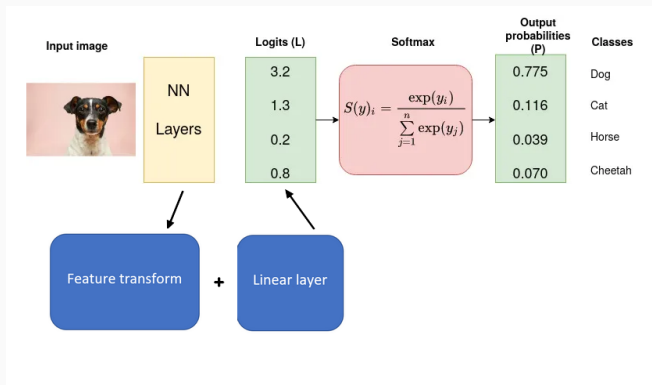 Input image
NN
Layers
Logits (L)
3.2
1.3
0.2
0.8
Softmax
S(y)_i = exp(y_i) / Σ_{j=1}^{n} exp(y_j)
Output
probabilities
(P)
0.775
0.116
0.039
0.070
Classes
Dog
Cat
Horse
Cheetah
Feature transform
+
Linear layer